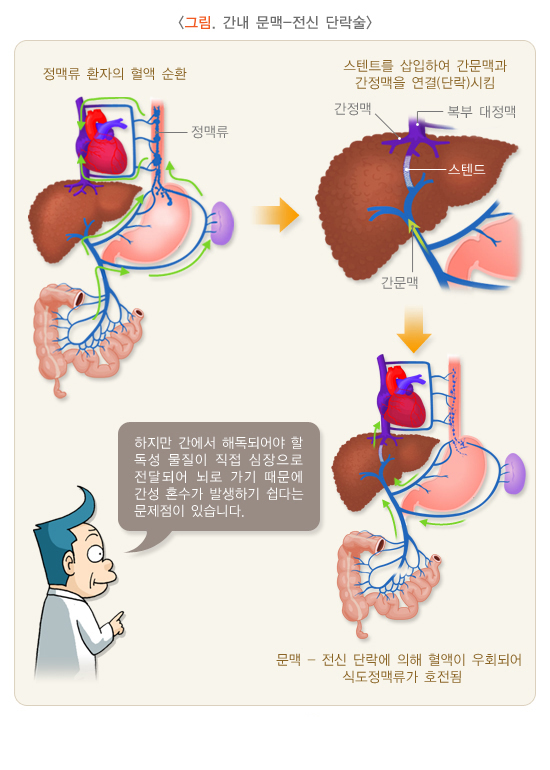 〈그림. 간내 문맥-전신 단락술〉
정맥류 환자의 혈액 순환
정맥류
스텐트를 삽입하여 간문맥과
간정맥을 연결(단락)시킴
간정맥
복부 대정맥
스텐드
간문맥
하지만 간에서 해독되어야 할
독성 물질이 직접 심장으로
전달되어 뇌로 가기 때문에
간성 혼수가 발생하기 쉽다는
문제점이 있습니다.
문맥 - 전신 단락에 의해 혈액이 우회되어
식도정맥류가 호전됨